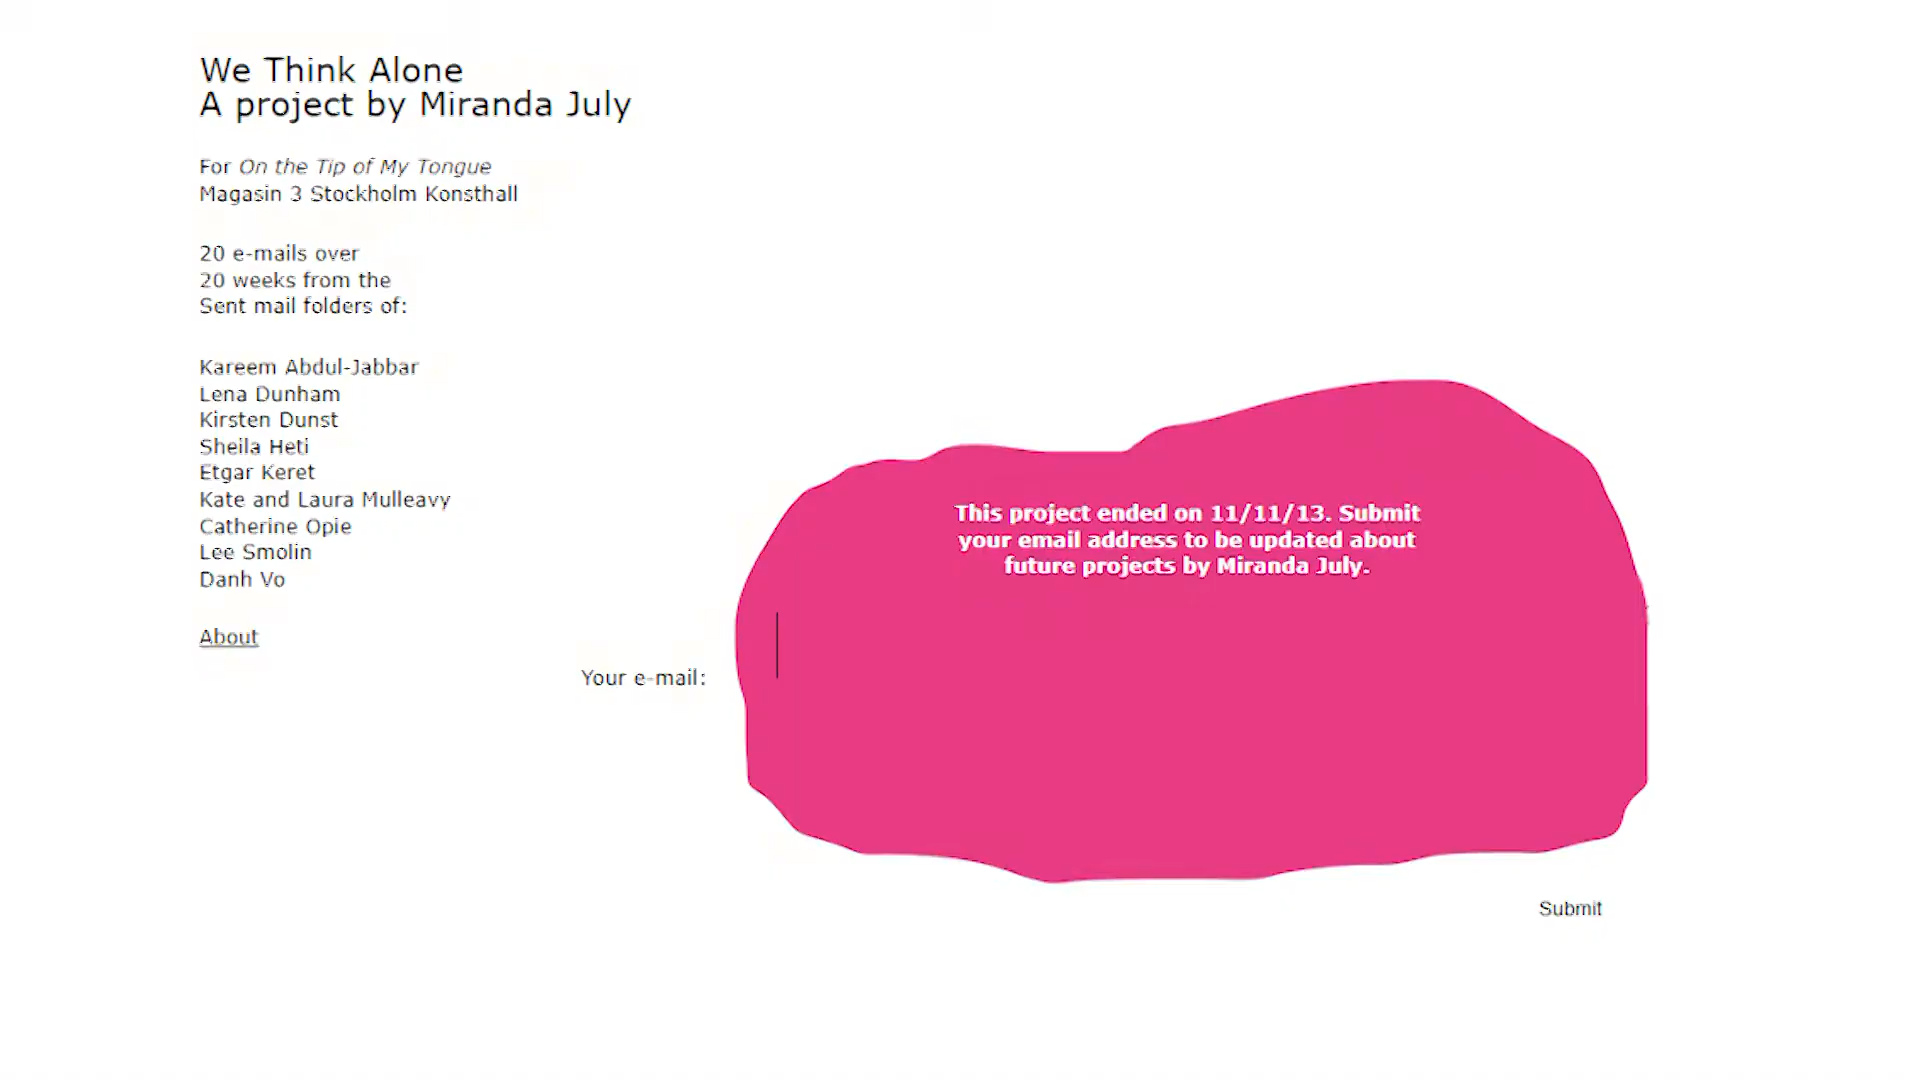 We Think Alone
A project by Miranda July
For On the Tip of My Tongue
Magasin 3 Stockholm Konsthall
20 e-mails over
20 weeks from the
Sent mail folders of:
Kareem Abdul-Jabbar
Lena Dunham
Kirsten Dunst
Sheila Heti
Etgar Keret
Kate and Laura Mulleavy
Catherine Opie
Lee Smolin
Danh Vo
About
This project ended on 11/11/13. Submit
your email address to be updated about
future projects by Miranda July.
Your e-mail:
Submit